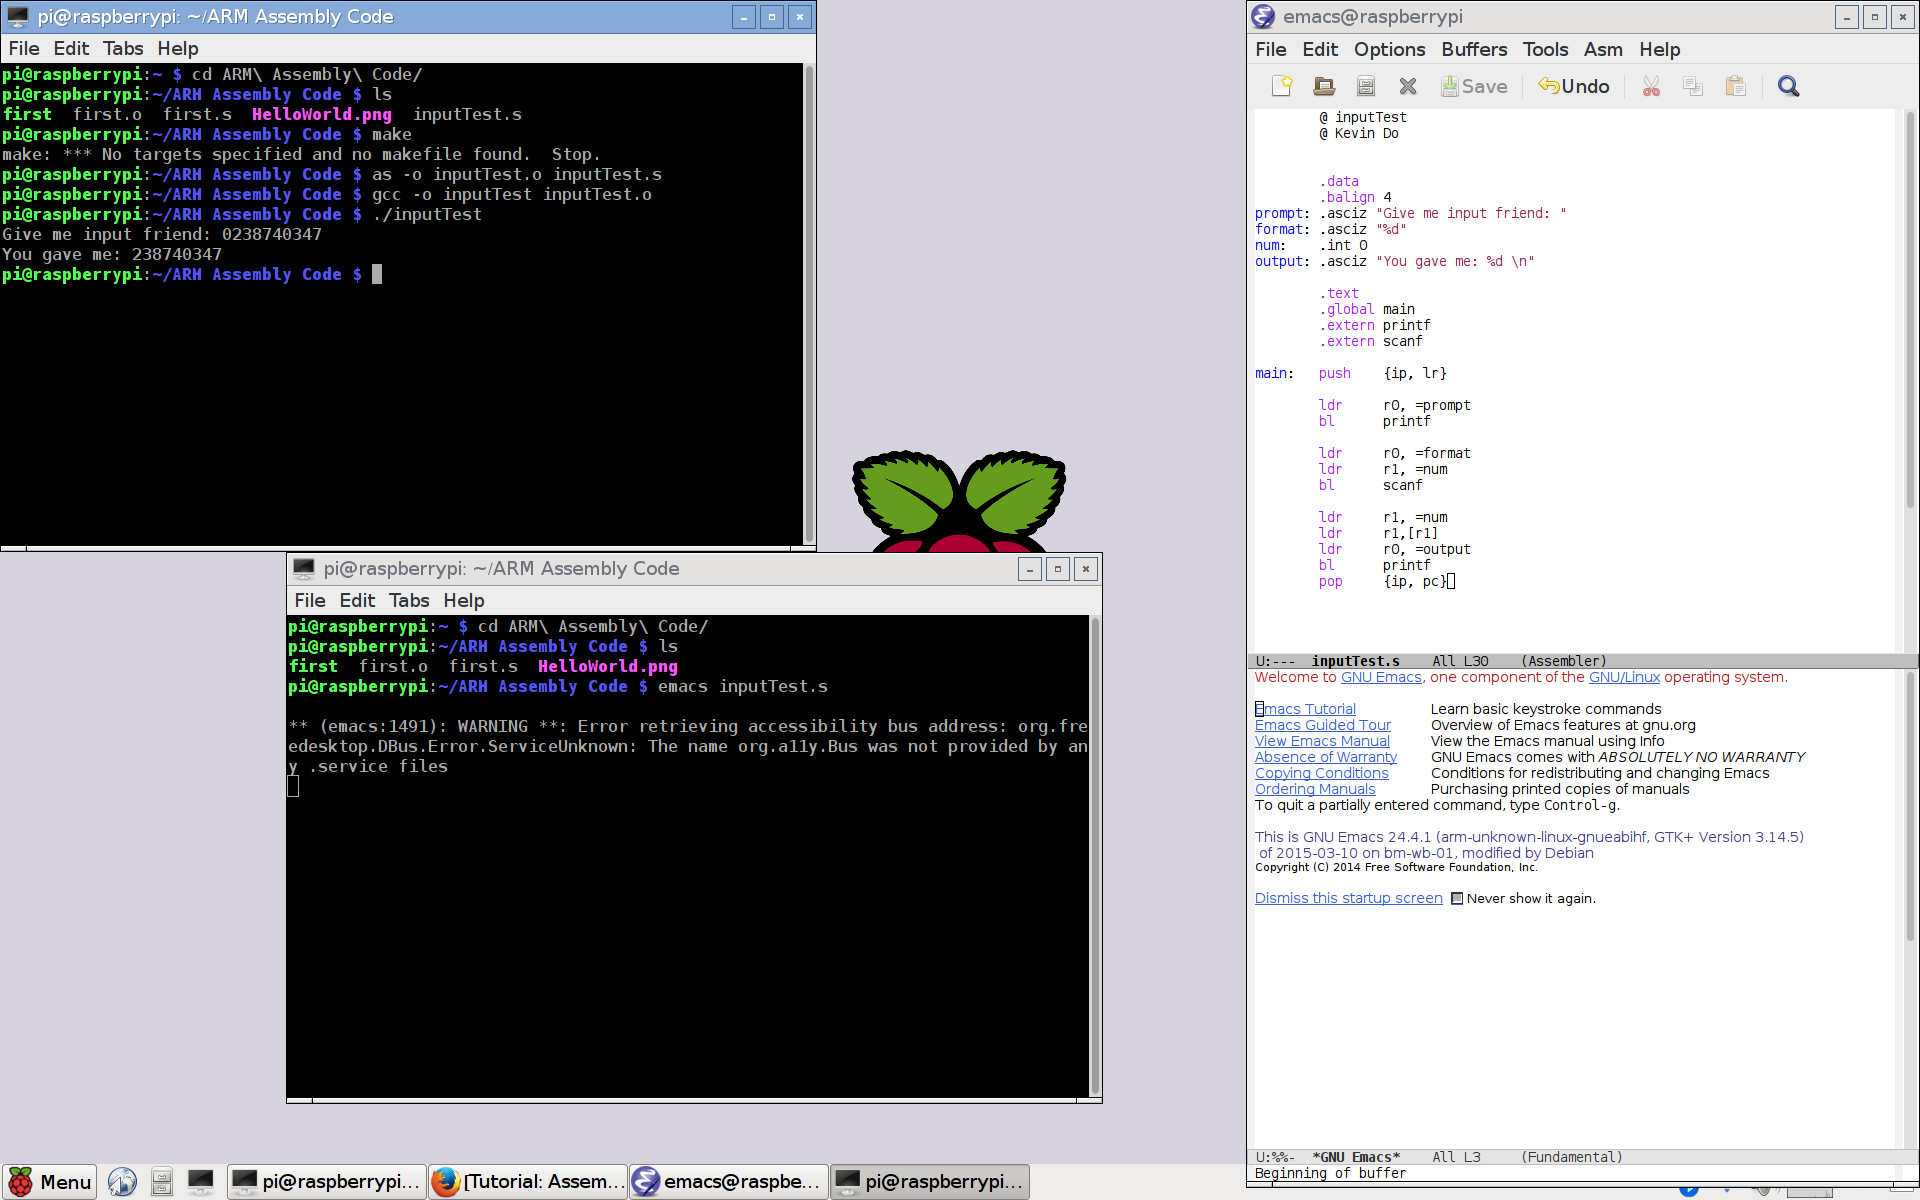 pi@raspberrypi: ~/ARM Assembly Code
File Edit Tabs Help
pi@raspberrypi:~ $ cd ARM\ Assembly\ Code/
pi@raspberrypi:~/ARM Assembly Code $ ls
first  first.o  first.s  HelloWorld.png  inputTest.s
pi@raspberrypi:~/ARM Assembly Code $ make
make: *** No targets specified and no makefile found.  Stop.
pi@raspberrypi:~/ARM Assembly Code $ as -o inputTest.o inputTest.s
pi@raspberrypi:~/ARM Assembly Code $ gcc -o inputTest inputTest.o
pi@raspberrypi:~/ARM Assembly Code $ ./inputTest
Give me input friend: 0238740347
You gave me: 238740347
pi@raspberrypi:~/ARM Assembly Code $
pi@raspberrypi: ~/ARM Assembly Code
File Edit Tabs Help
pi@raspberrypi:~ $ cd ARM\ Assembly\ Code/
pi@raspberrypi:~/ARM Assembly Code $ ls
first  first.o  first.s  HelloWorld.png
pi@raspberrypi:~/ARM Assembly Code $ emacs inputTest.s
** (emacs:1491): WARNING **: Error retrieving accessibility bus address: org.fre
edesktop.DBus.Error.ServiceUnknown: The name org.a11y.Bus was not provided by an
y .service files
emacs@raspberrypi
File Edit Options Buffers Tools Asm Help
Save Undo
@ inputTest
@ Kevin Do
.data
.balign 4
prompt: .asciz "Give me input friend: "
format: .asciz "%d"
num:    .int 0
output: .asciz "You gave me: %d \n"
.text
.global main
.extern printf
.extern scanf
main:   push    {ip, lr}
ldr     r0, =prompt
bl      printf
ldr     r0, =format
ldr     r1, =num
bl      scanf
ldr     r1, =num
ldr     r1,[r1]
ldr     r0, =output
bl      printf
pop     {ip, pc}
U:---  inputTest.s    All L30    (Assembler)
Welcome to GNU Emacs, one component of the GNU/Linux operating system.
Emacs Tutorial Learn basic keystroke commands
Emacs Guided Tour Overview of Emacs features at gnu.org
View Emacs Manual View the Emacs manual using Info
Absence of Warranty GNU Emacs comes with ABSOLUTELY NO WARRANTY
Copying Conditions Conditions for redistributing and changing Emacs
Ordering Manuals Purchasing printed copies of manuals
To quit a partially entered command, type Control-g.
This is GNU Emacs 24.4.1 (arm-unknown-linux-gnueabihf, GTK+ Version 3.14.5)
of 2015-03-10 on bm-wb-01, modified by Debian
Copyright (C) 2014 Free Software Foundation, Inc.
Dismiss this startup screen Never show it again.
U:%%-  *GNU Emacs*    All L3     (Fundamental)
Beginning of buffer
Menu pi@raspberrypi... [Tutorial: Assem... emacs@raspbe... pi@raspberrypi...